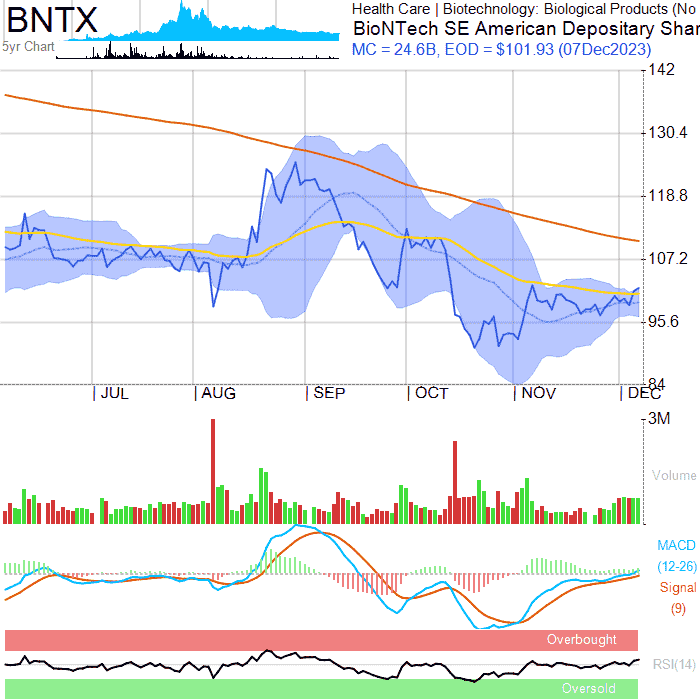 BNTX
5yr Chart
Health Care | Biotechnology: Biological Products (No
BioNTech SE American Depositary Shar
MC = 24.6B, EOD = $101.93 (07Dec2023)
142
130.4
118.8
107.2
95.6
84
JUL AUG SEP OCT NOV DEC
3M
Volume
MACD
(12-26)
Signal
(9)
Overbought
RSI(14)
Oversold